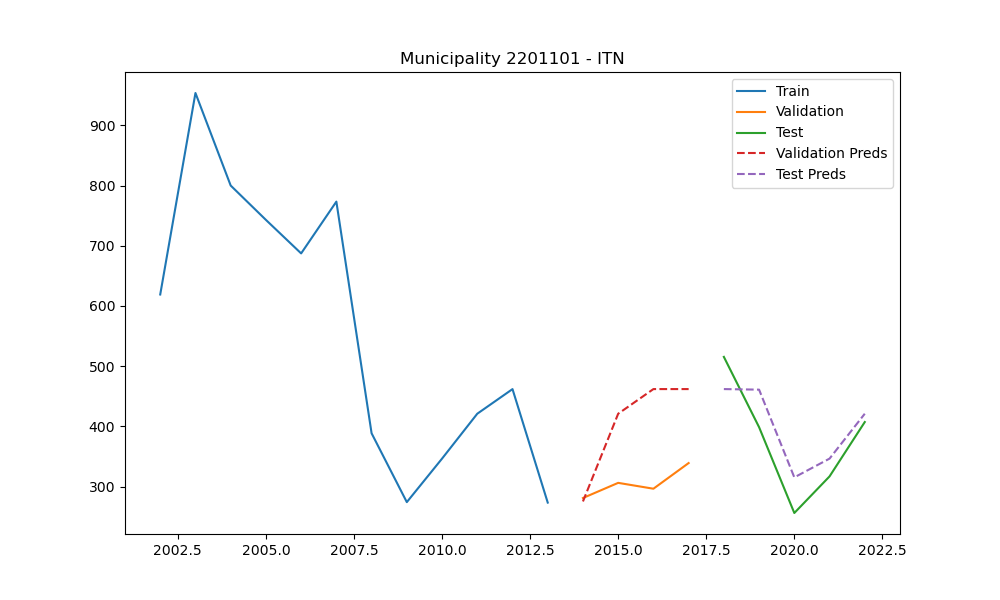 Municipality 2201101 - ITN
Train
Validation
Test
Validation Preds
Test Preds
900
800
700
600
500
400
300
2002.5 2005.0 2007.5 2010.0 2012.5 2015.0 2017.5 2020.0 2022.5